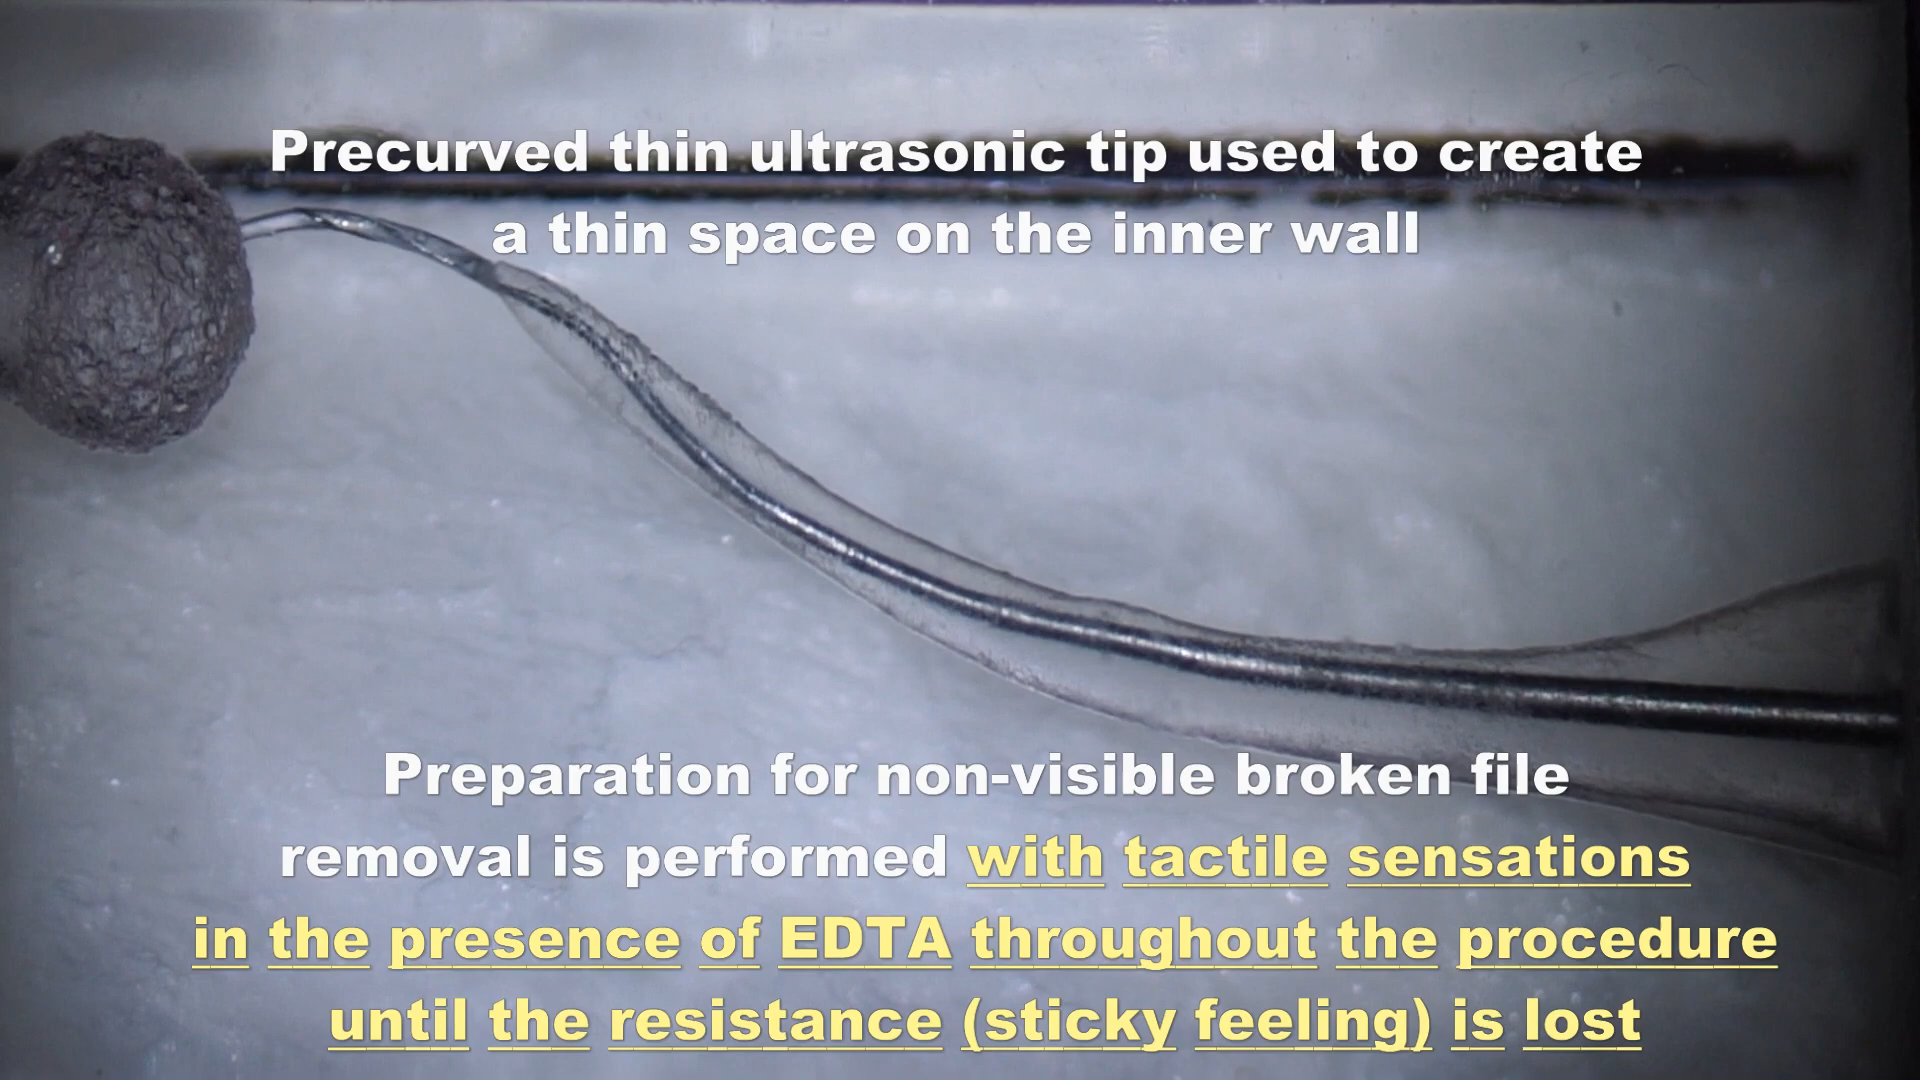 Precurved thin ultrasonic tip used to create
a thin space on the inner wall
Preparation for non-visible broken file
removal is performed with tactile sensations
in the presence of EDTA throughout the procedure
until the resistance (sticky feeling) is lost